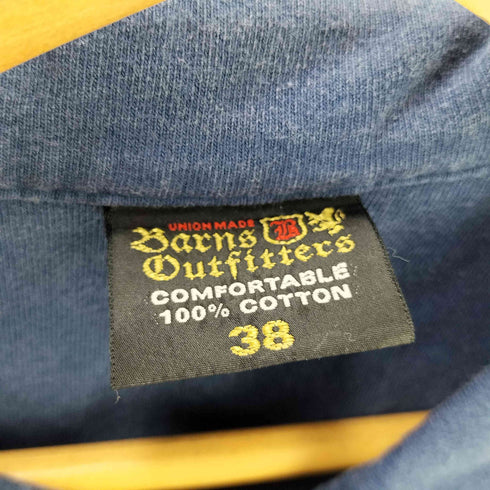 UNION MADE
Barns B
Outfitters
COMFORTABLE
100% COTTON
38